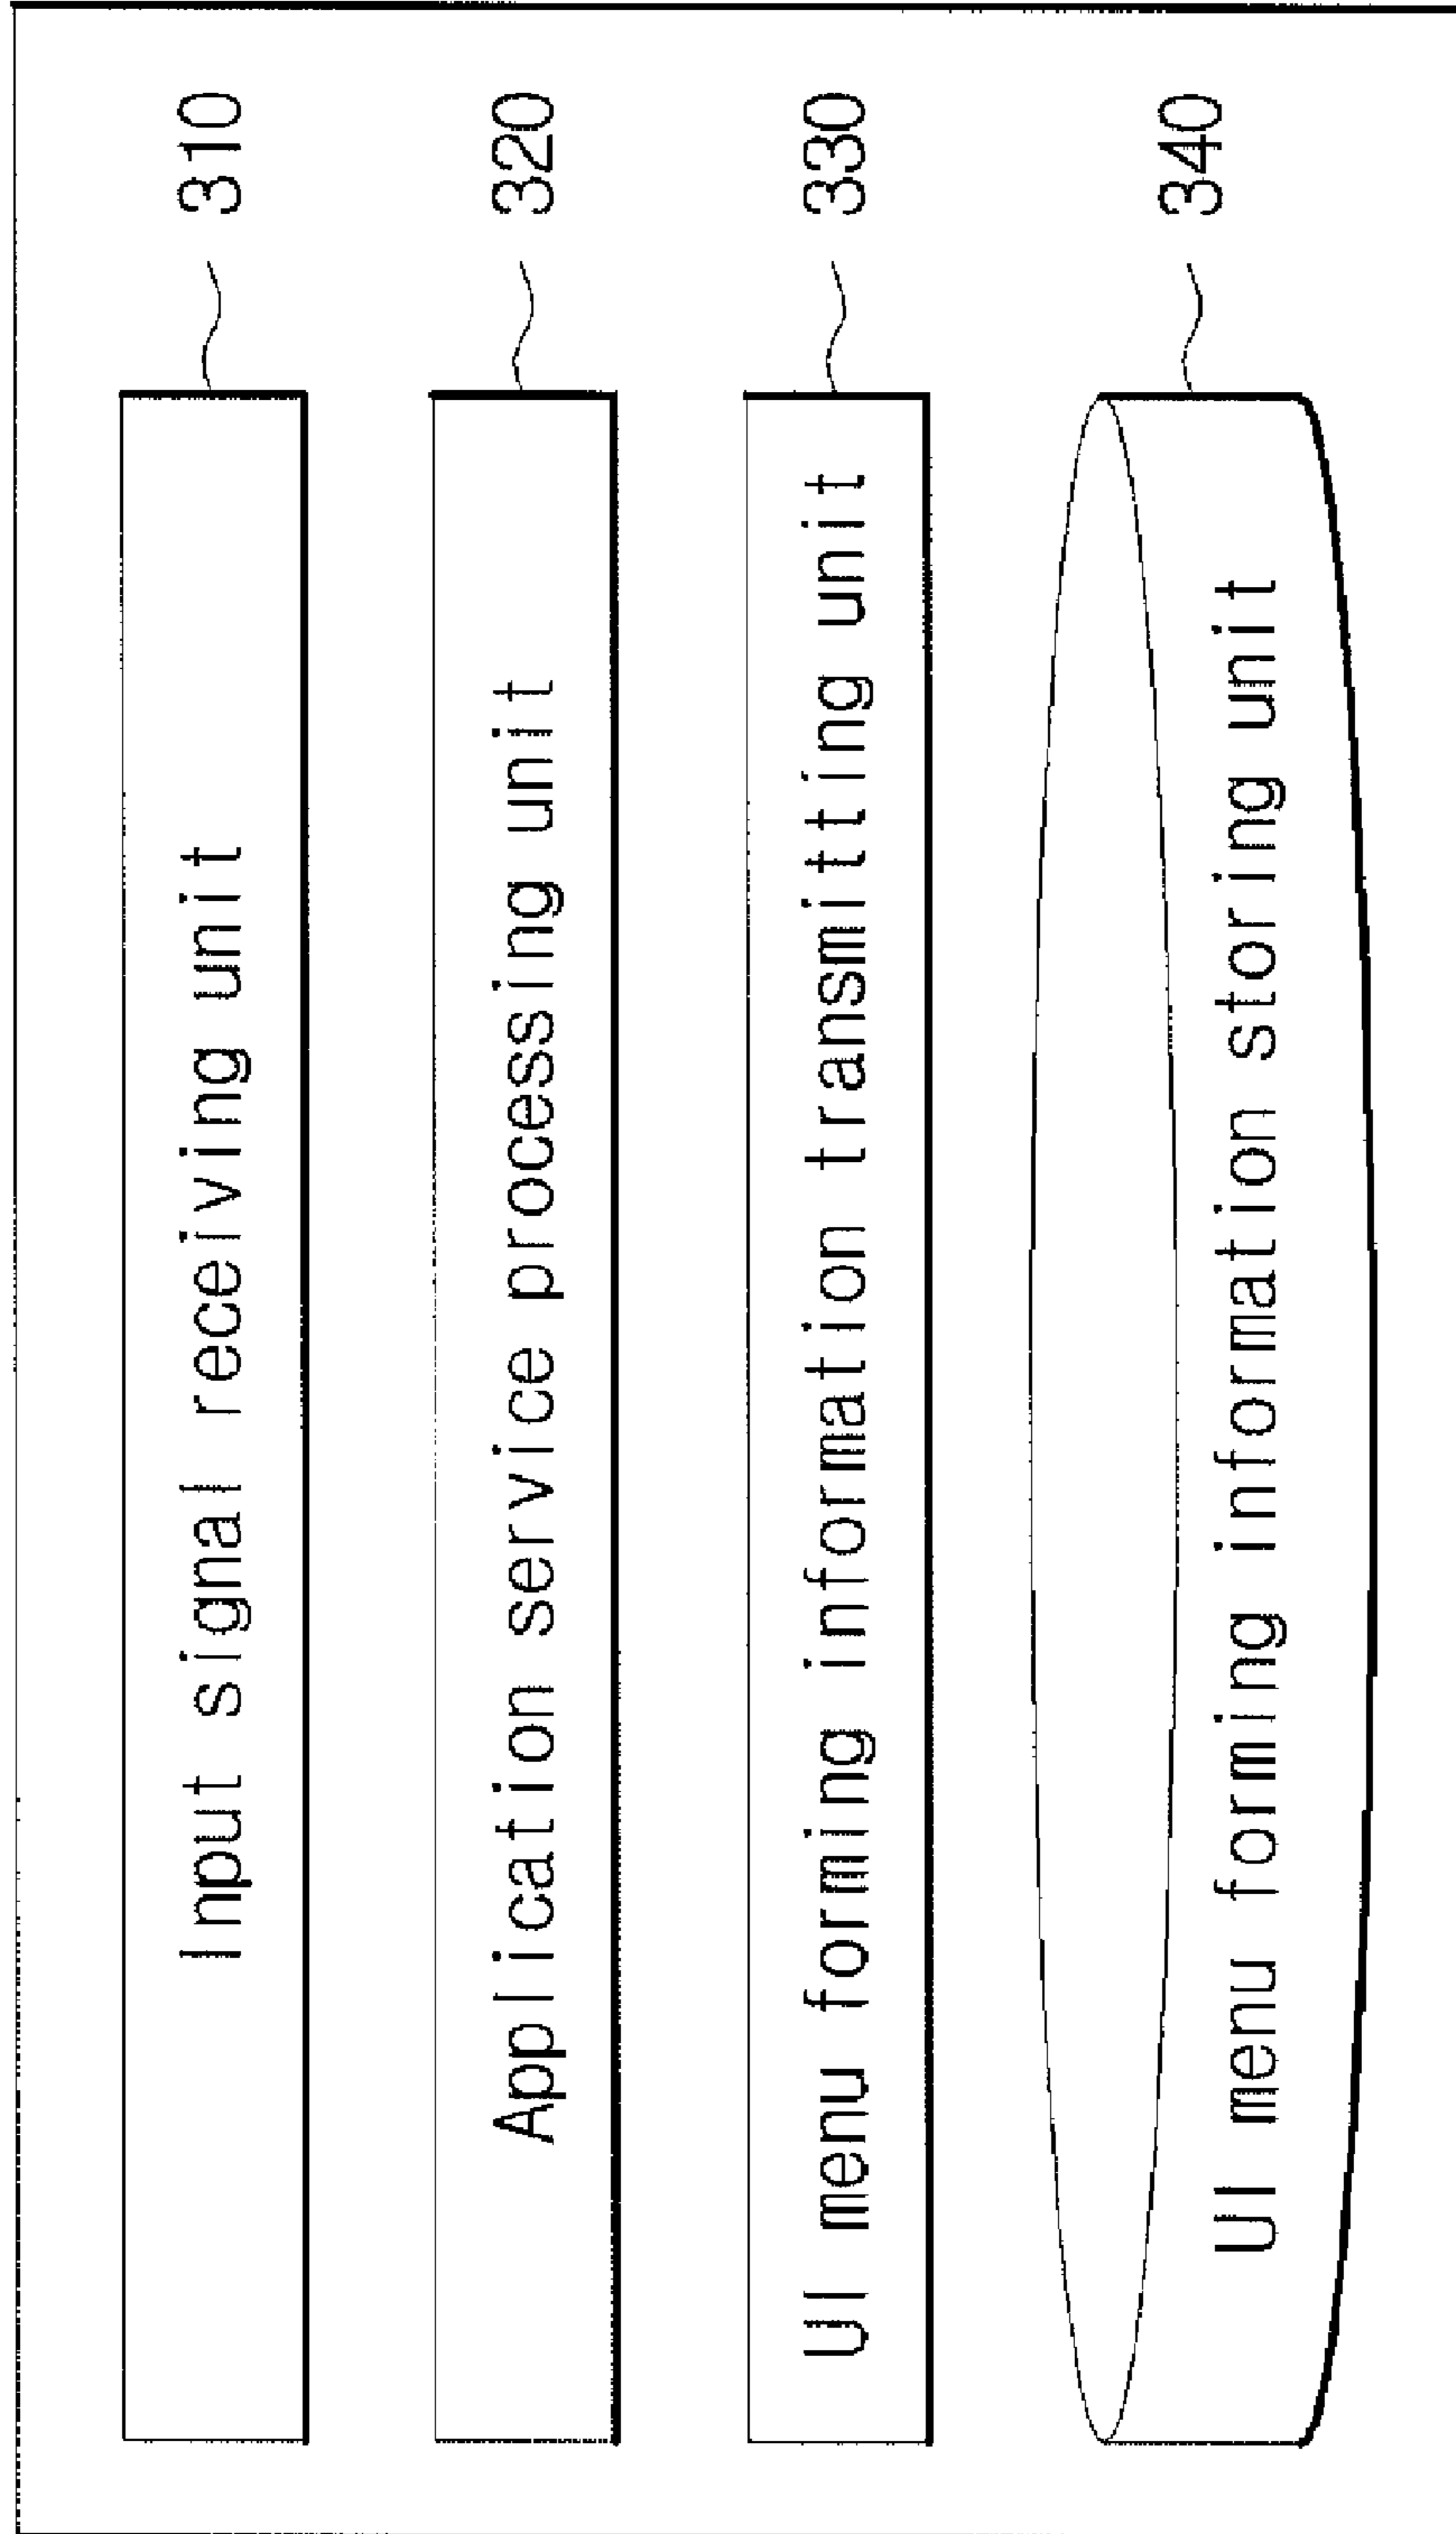 Input signal receiving unit 310
Application service processing unit 320
UI menu forming information transmitting unit 330
UI menu forming information storing unit 340